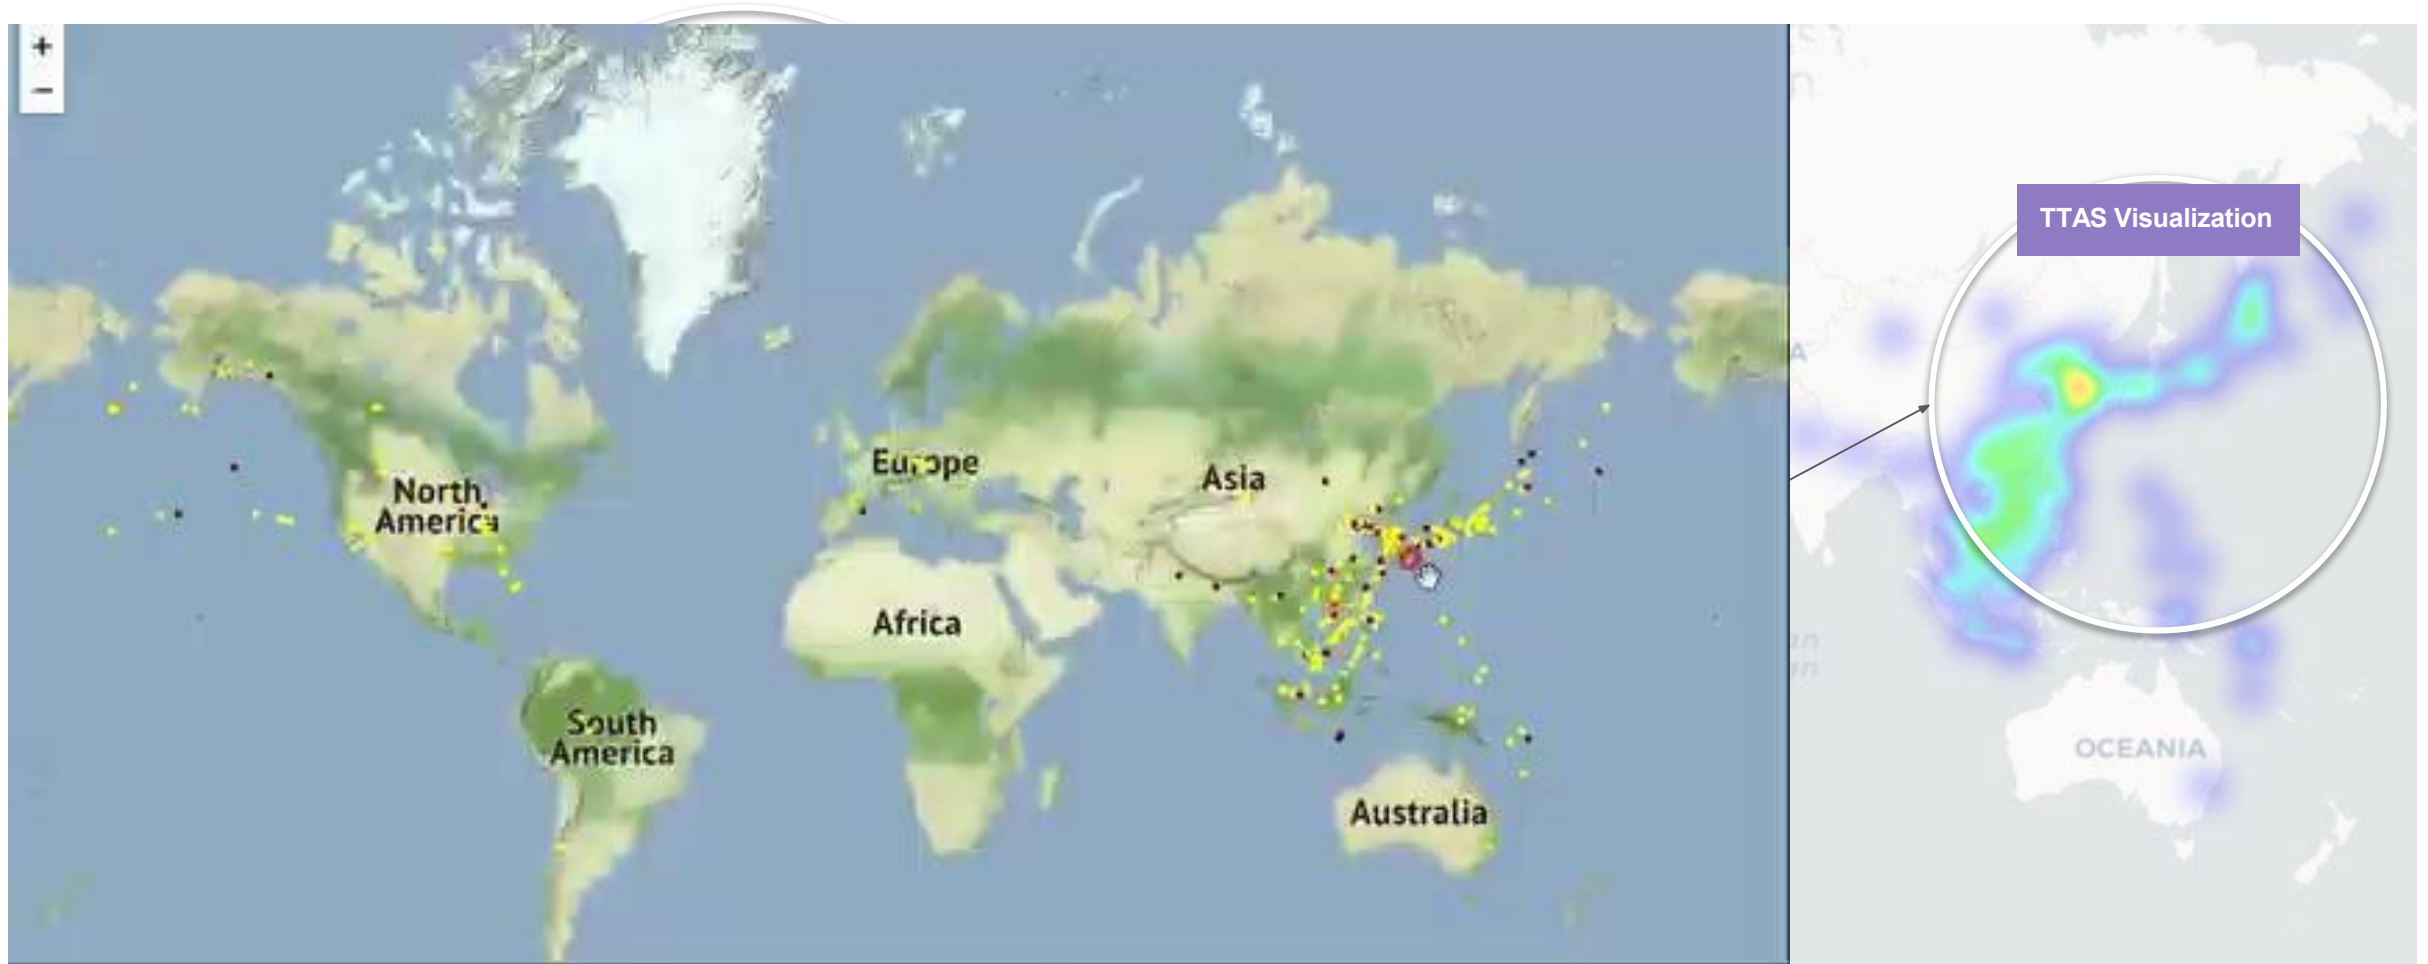 +
−
North
America
Europe
Asia
Africa
South
America
Australia
TTAS Visualization
OCEANIA